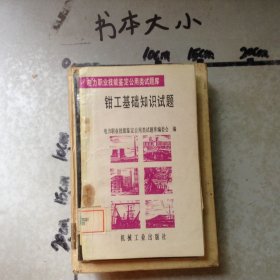 书本大小
10cm 15cm 20cm
10cm
15cm
20cm
电力职业技能鉴定公用类试题库
钳工基础知识试题
电力职业技能鉴定公用类试题库编委会 编
机械工业出版社